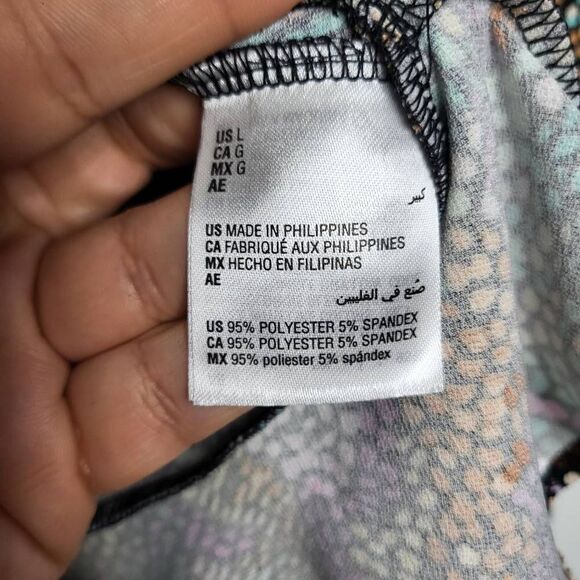 US L
CA G
MX G
AE
كبير
US MADE IN PHILIPPINES
CA FABRIQUÉ AUX PHILIPPINES
MX HECHO EN FILIPINAS
AE
صُنع في الفلبين
US 95% POLYESTER 5% SPANDEX
CA 95% POLYESTER 5% SPANDEX
MX 95% poliester 5% spándex